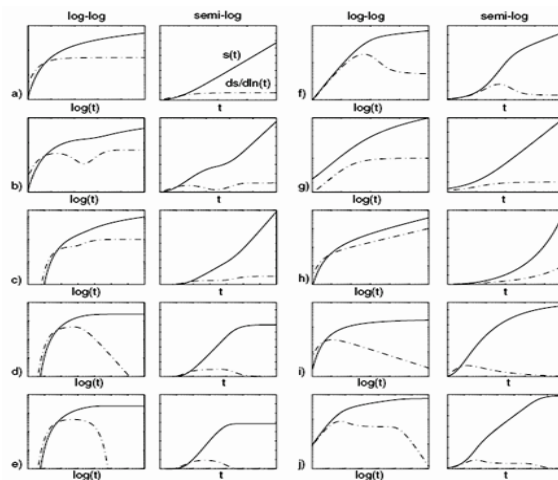 log-log semi-log log-log semi-log
s(t)
ds/dln(t)
a) f)
log(t) t log(t) t
b) g)
log(t) t log(t) t
c) h)
log(t) t log(t) t
d) i)
log(t) t log(t) t
e) j)
log(t) t log(t) t